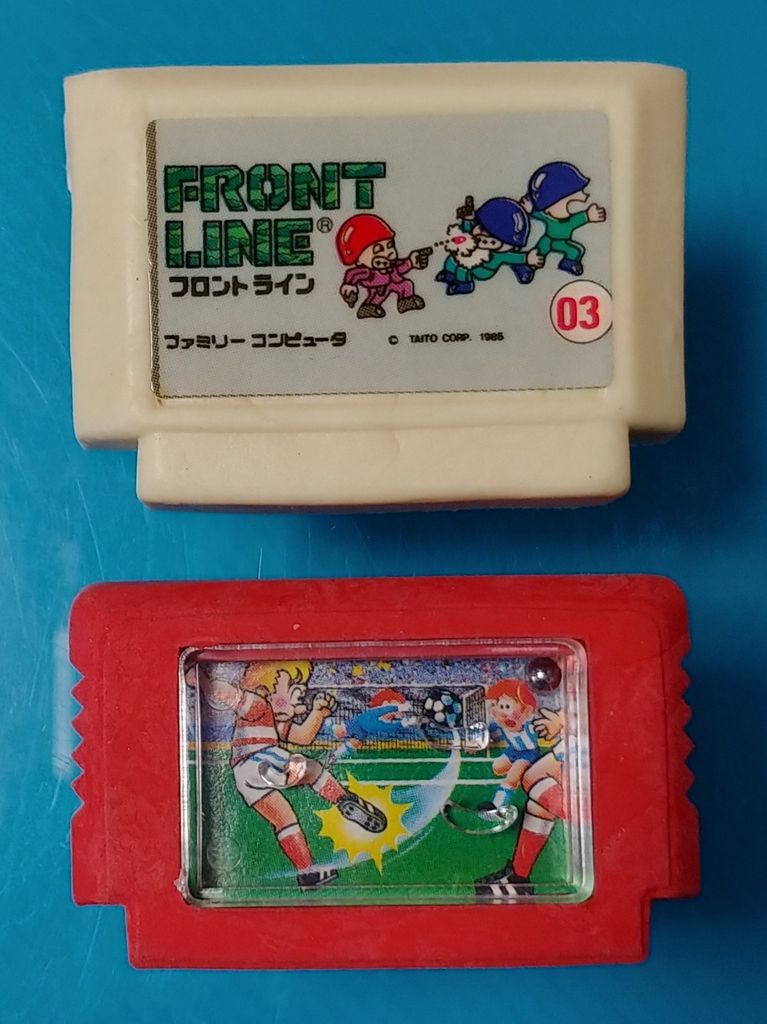 FRONT
LINE®
フロントライン
03
ファミリー コンピュータ
© TAITO CORP. 1985